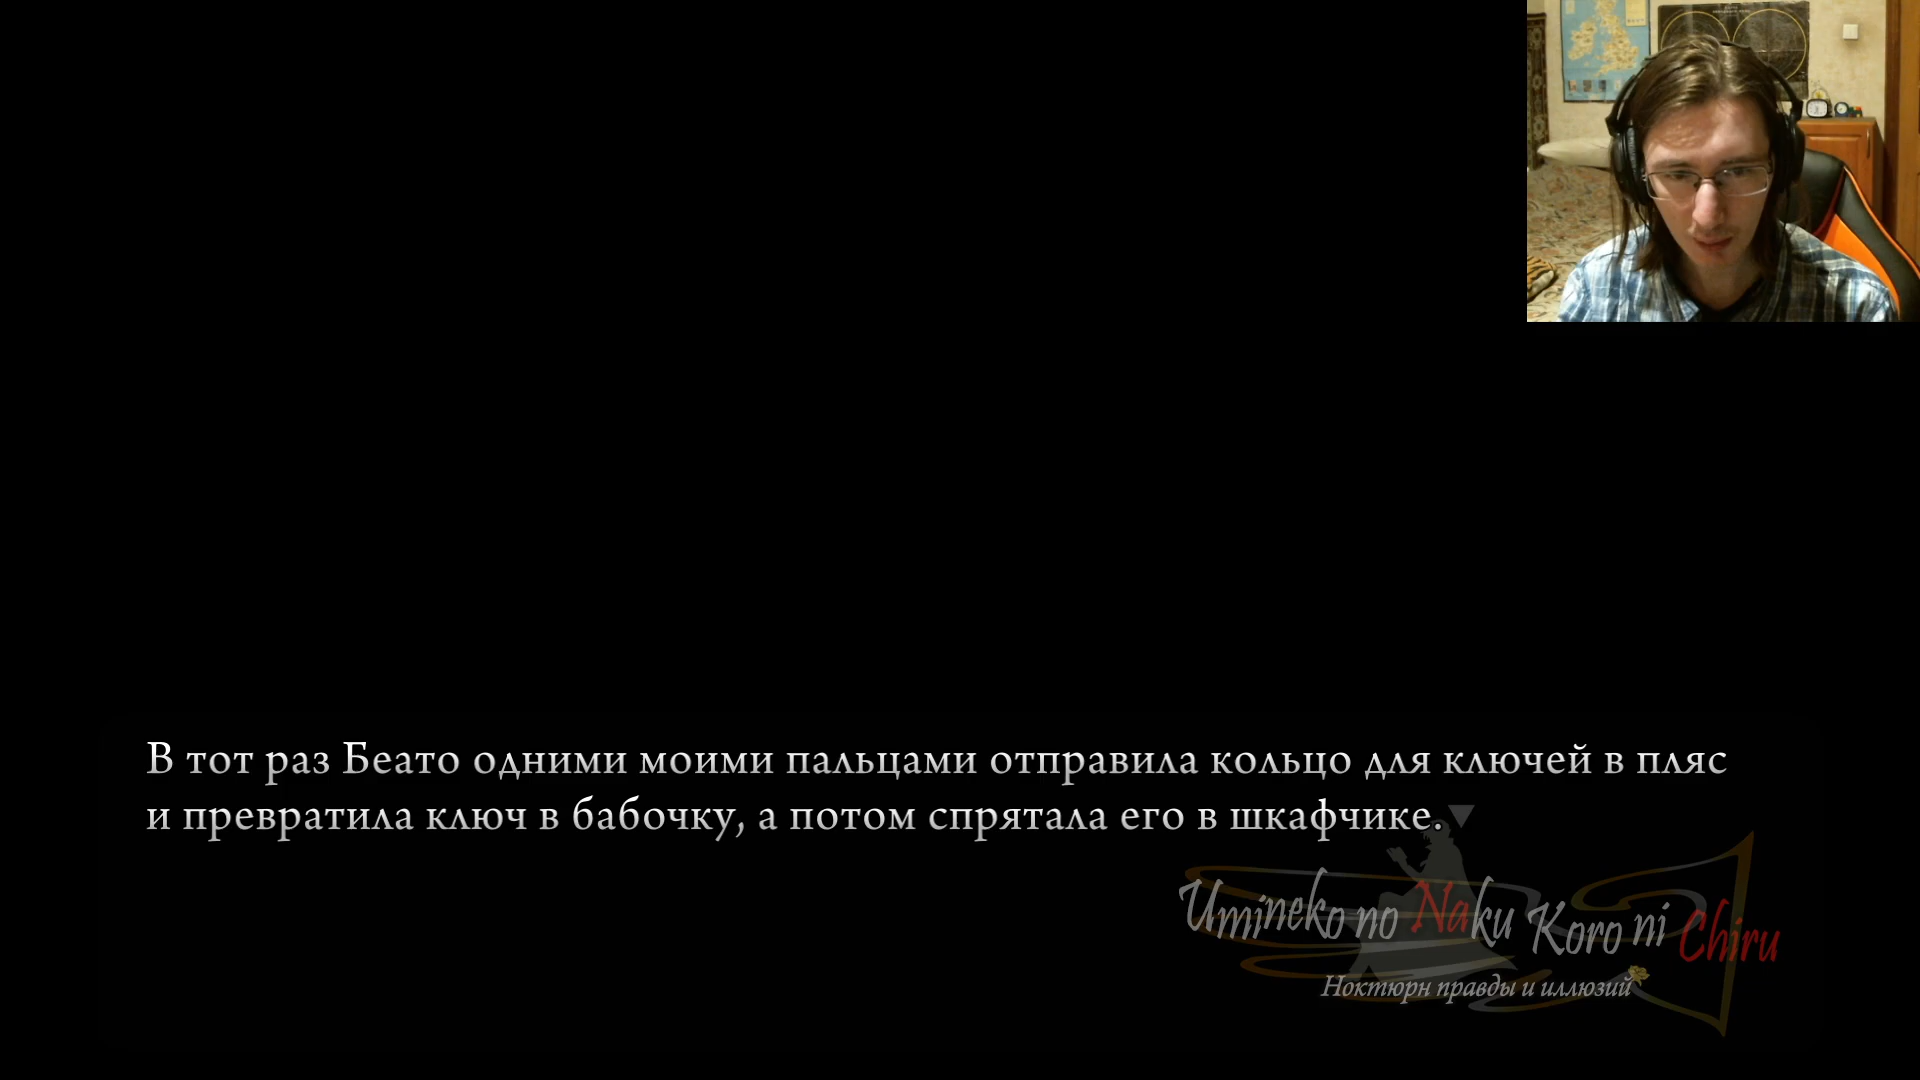 В тот раз Беато одними моими пальцами отправила кольцо для ключей в пляс
и превратила ключ в бабочку, а потом спрятала его в шкафчике.
Umineko no Naku Koro ni Chiru
Ноктюрн правды и иллюзий